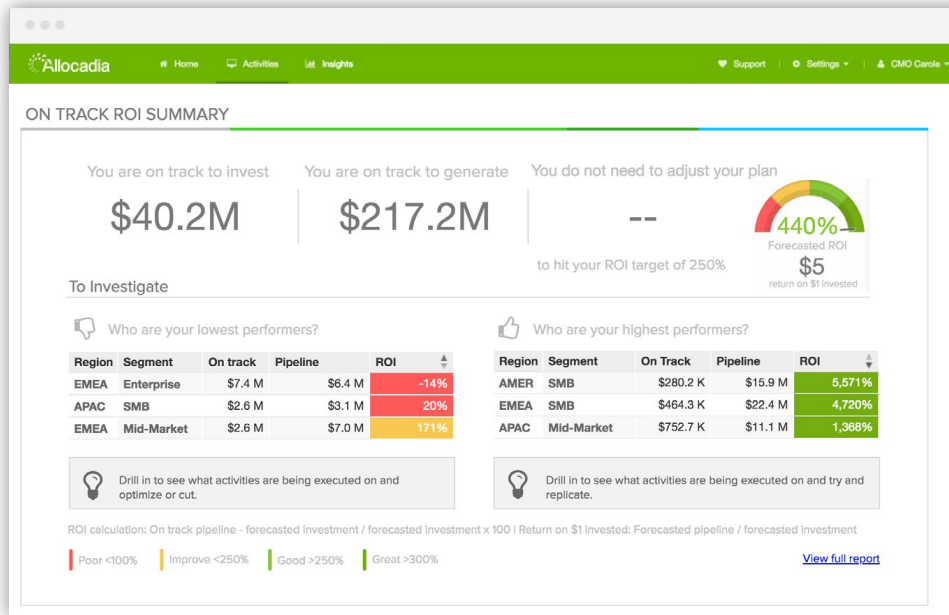 Allocadia
Home Activities Insights Support Settings CMO Carole
ON TRACK ROI SUMMARY
You are on track to invest
$40.2M
You are on track to generate
$217.2M
You do not need to adjust your plan
--
to hit your ROI target of 250%
440%
Forecasted ROI
$5
return on $1 invested
To Investigate
Who are your lowest performers?
Region Segment On track Pipeline ROI
EMEA Enterprise $7.4 M $6.4 M -14%
APAC SMB $2.6 M $3.1 M 20%
EMEA Mid-Market $2.6 M $7.0 M 171%
Drill in to see what activities are being executed on and
optimize or cut.
Who are your highest performers?
Region Segment On Track Pipeline ROI
AMER SMB $280.2 K $15.9 M 5,571%
EMEA SMB $464.3 K $22.4 M 4,720%
APAC Mid-Market $752.7 K $11.1 M 1,368%
Drill in to see what activities are being executed on and try and
replicate.
ROI calculation: On track pipeline - forecasted investment / forecasted investment x 100 | Return on $1 Invested: Forecasted pipeline / forecasted investment
Poor <100% Improve <250% Good >250% Great >300%
View full report